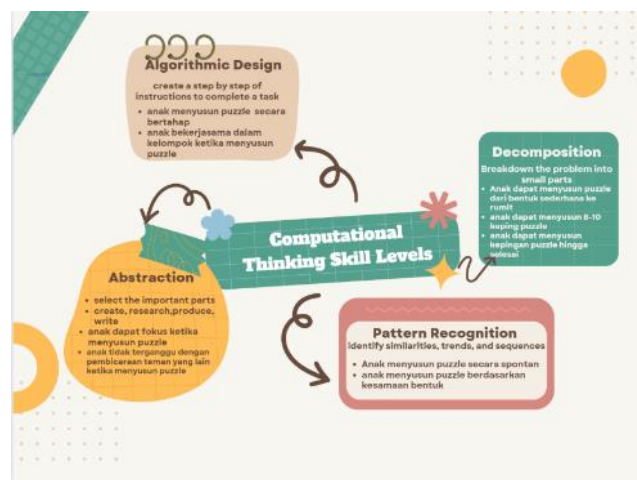 Algorithmic Design
create a step by step of
instructions to complete a task
• anak menyusun puzzle secara
bertahap
• anak bekerjasama dalam
kelompok ketika menyusun
puzzle
Decomposition
Breakdown the problem into
small parts
• Anak dapat menyusun puzzle
dari bentuk sederhana ke
rumit
• anak dapat menyusun 8-10
keping puzzle
• anak dapat menyusun
kepingan puzzle hingga
selesai
Computational
Thinking Skill Levels
Abstraction
• select the important parts
• create, research,produce,
write
• anak dapat fokus ketika
menyusun puzzle
• anak tidak terganggu dengan
pembicaraan teman yang lain
ketika menyusun puzzle
Pattern Recognition
Identify similarities, trends, and sequences
• Anak menyusun puzzle secara spontan
• anak menyusun puzzle berdasarkan
kesamaan bentuk